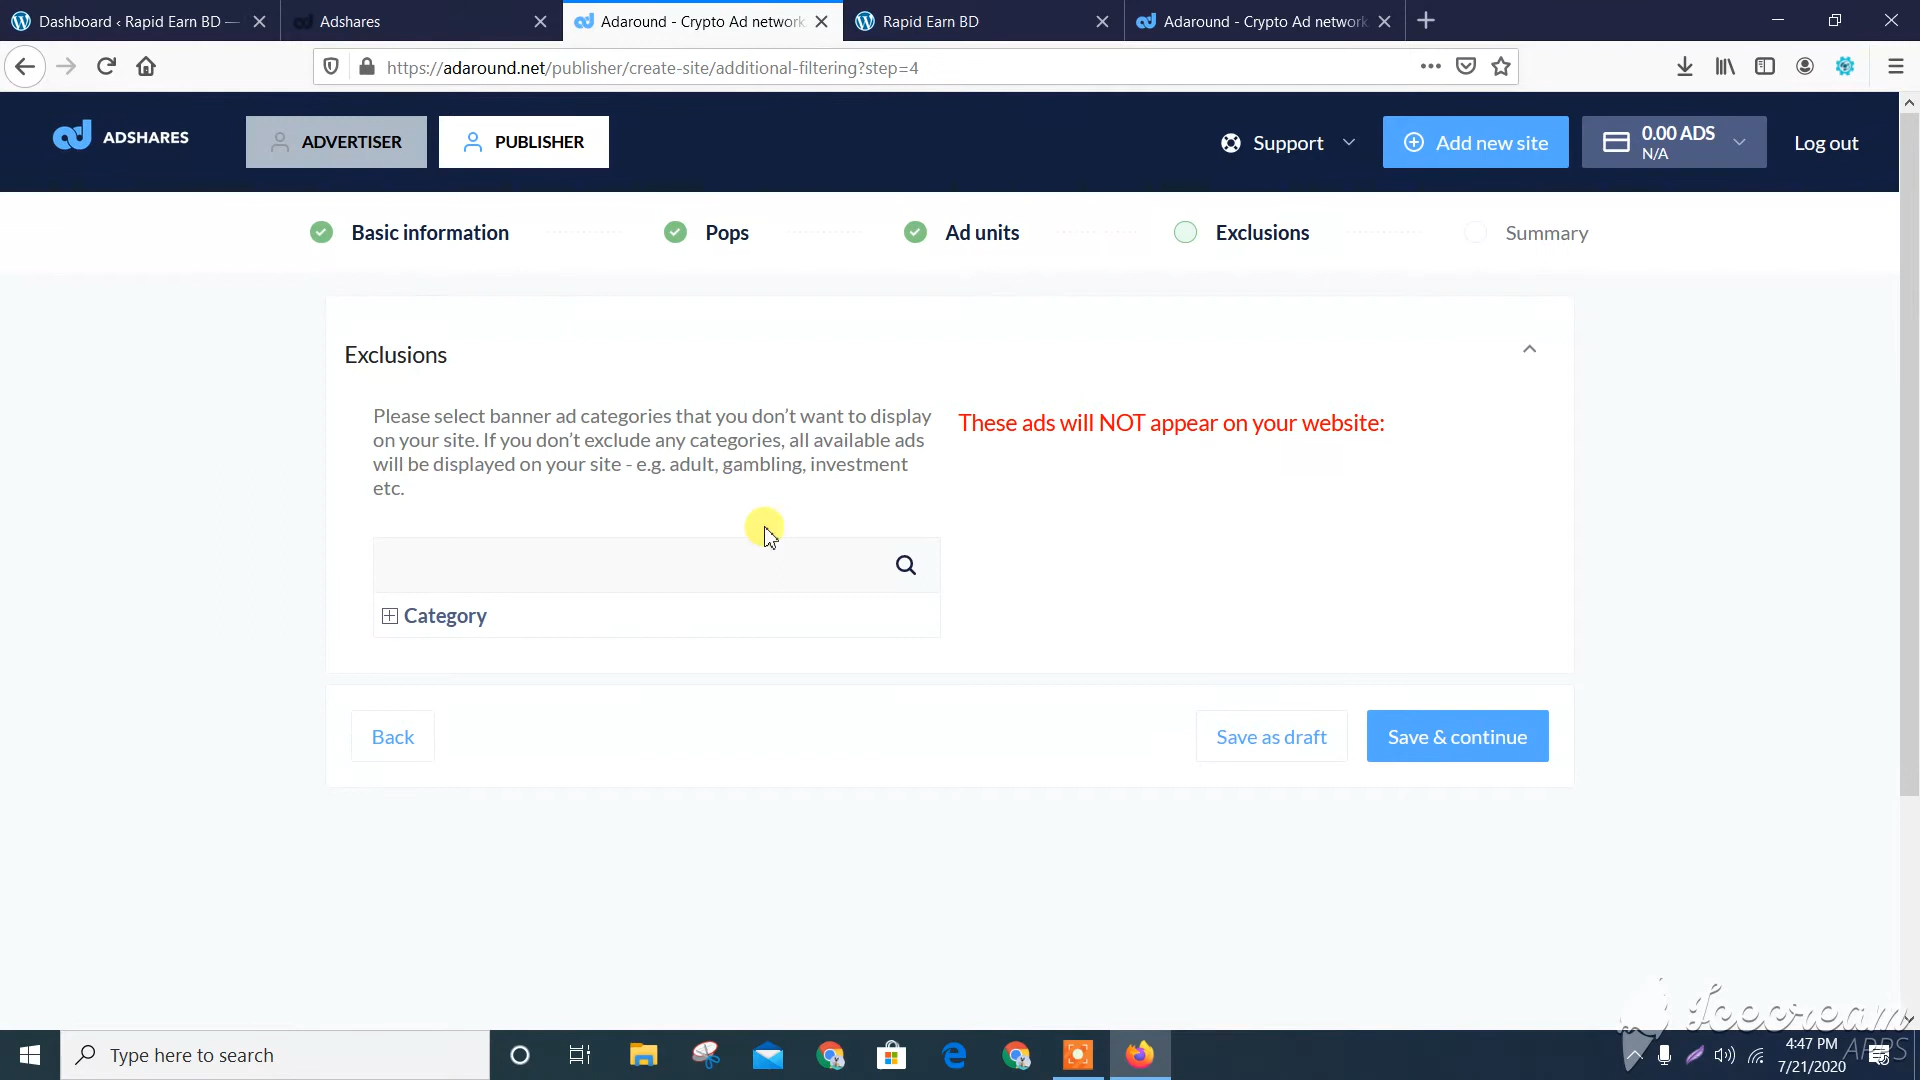 Dashboard ‹ Rapid Earn BD —
Adshares
Adaround - Crypto Ad network
Rapid Earn BD
Adaround - Crypto Ad network
https://adaround.net/publisher/create-site/additional-filtering?step=4
ADSHARES
ADVERTISER
PUBLISHER
Support
Add new site
0.00 ADS
N/A
Log out
Basic information
Pops
Ad units
Exclusions
Summary
Exclusions
Please select banner ad categories that you don’t want to display
on your site. If you don’t exclude any categories, all available ads
will be displayed on your site - e.g. adult, gambling, investment
etc.
These ads will NOT appear on your website:
Category
Back
Save as draft
Save & continue
Icecream
APPS
Type here to search
4:47 PM
7/21/2020